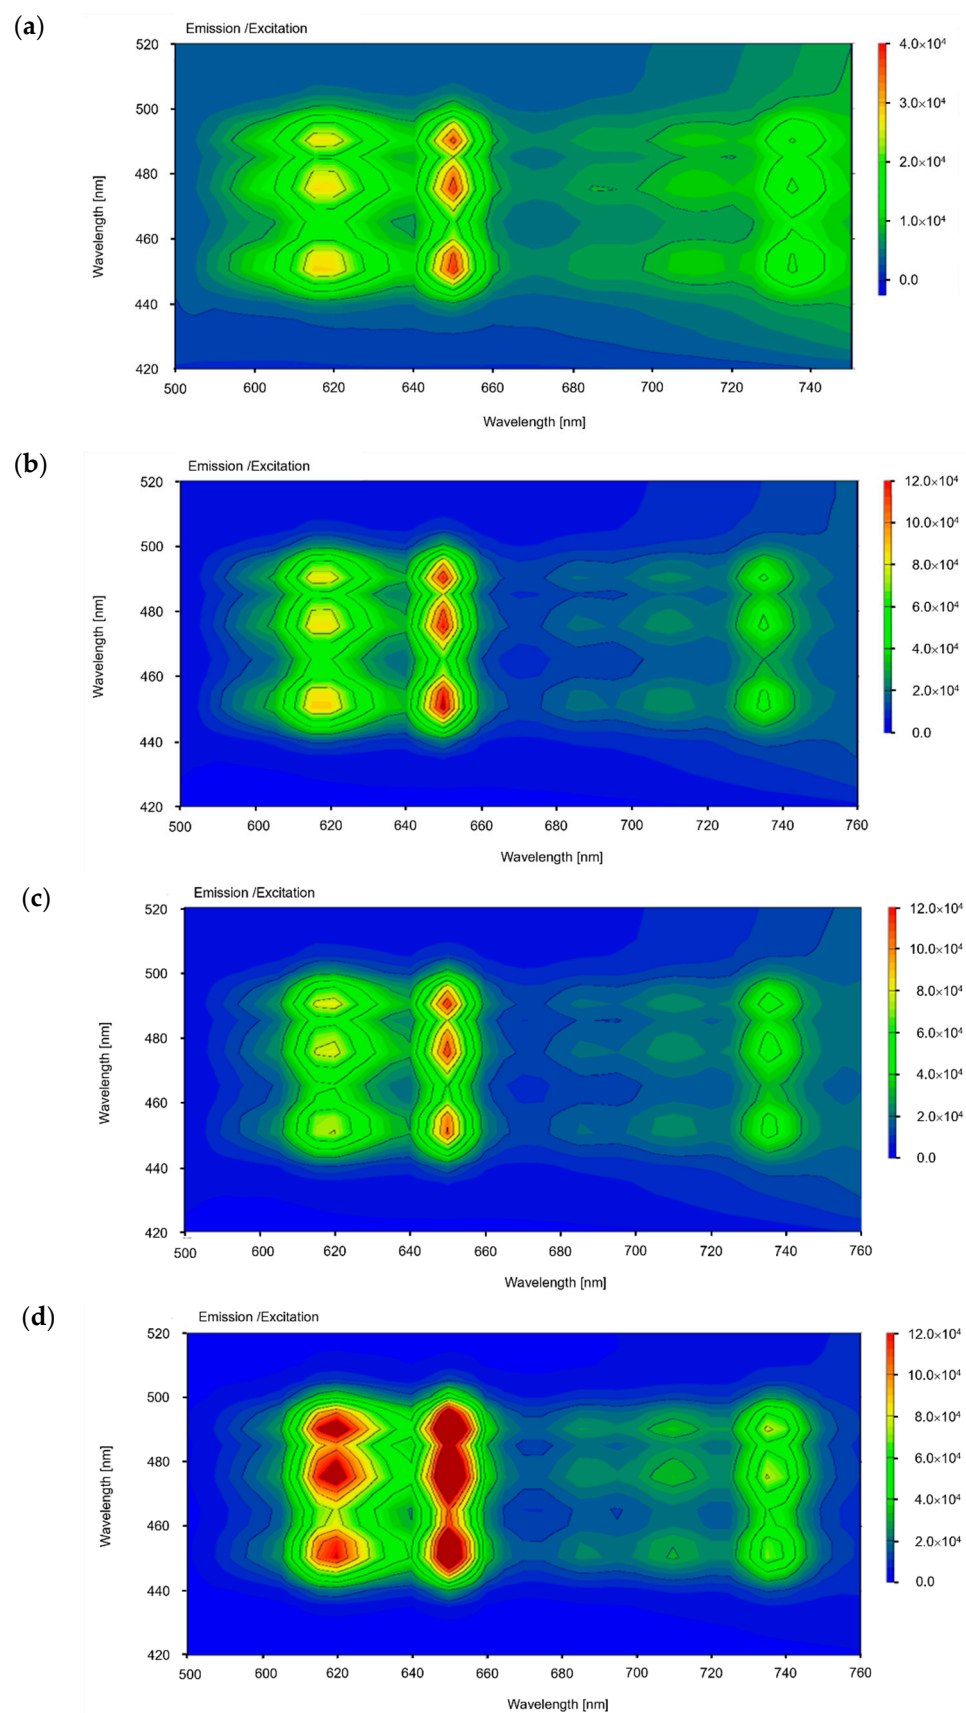 (a)
Emission /Excitation
520
500
480
460
440
420
Wavelength [nm]
500 600 620 640 660 680 700 720 740
Wavelength [nm]
4.0×10⁴
3.0×10⁴
2.0×10⁴
1.0×10⁴
0.0
(b)
Emission /Excitation
520
500
480
460
440
420
Wavelength [nm]
500 600 620 640 660 680 700 720 740 760
Wavelength [nm]
12.0×10⁴
10.0×10⁴
8.0×10⁴
6.0×10⁴
4.0×10⁴
2.0×10⁴
0.0
(c)
Emission /Excitation
520
500
480
460
440
420
Wavelength [nm]
500 600 620 640 660 680 700 720 740 760
Wavelength [nm]
12.0×10⁴
10.0×10⁴
8.0×10⁴
6.0×10⁴
4.0×10⁴
2.0×10⁴
0.0
(d)
Emission /Excitation
520
500
480
460
440
420
Wavelength [nm]
500 600 620 640 660 680 700 720 740 760
Wavelength [nm]
12.0×10⁴
10.0×10⁴
8.0×10⁴
6.0×10⁴
4.0×10⁴
2.0×10⁴
0.0